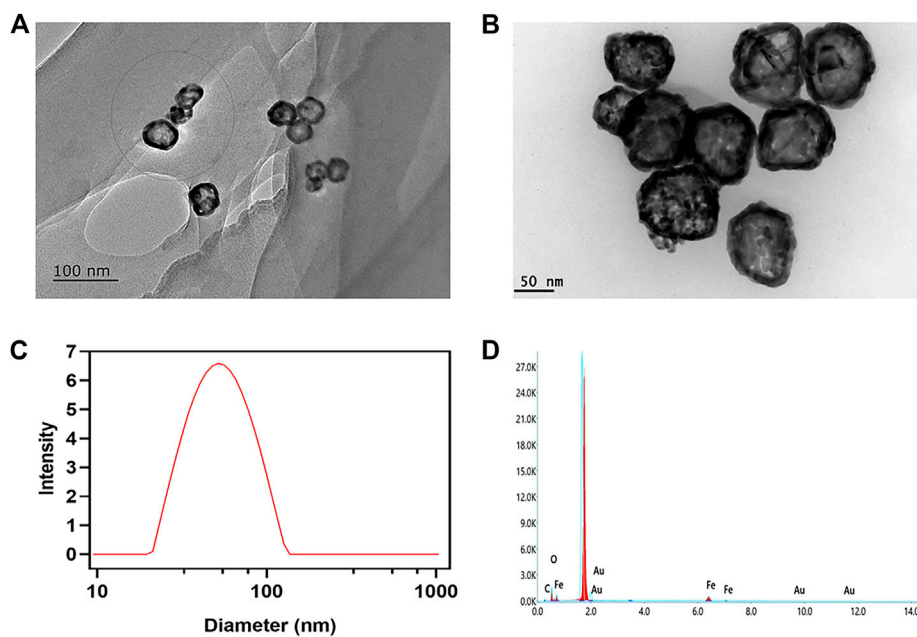 A
100 nm
B
50 nm
C
7
6
5
4
3
2
1
0
Intensity
10 100 1000
Diameter (nm)
D
27.0K
24.0K
21.0K
18.0K
15.0K
12.0K
9.0K
6.0K
3.0K
0.0K
O
C
Fe
Au
Au
Fe
Fe
Au
Au
0.0 2.0 4.0 6.0 8.0 10.0 12.0 14.0